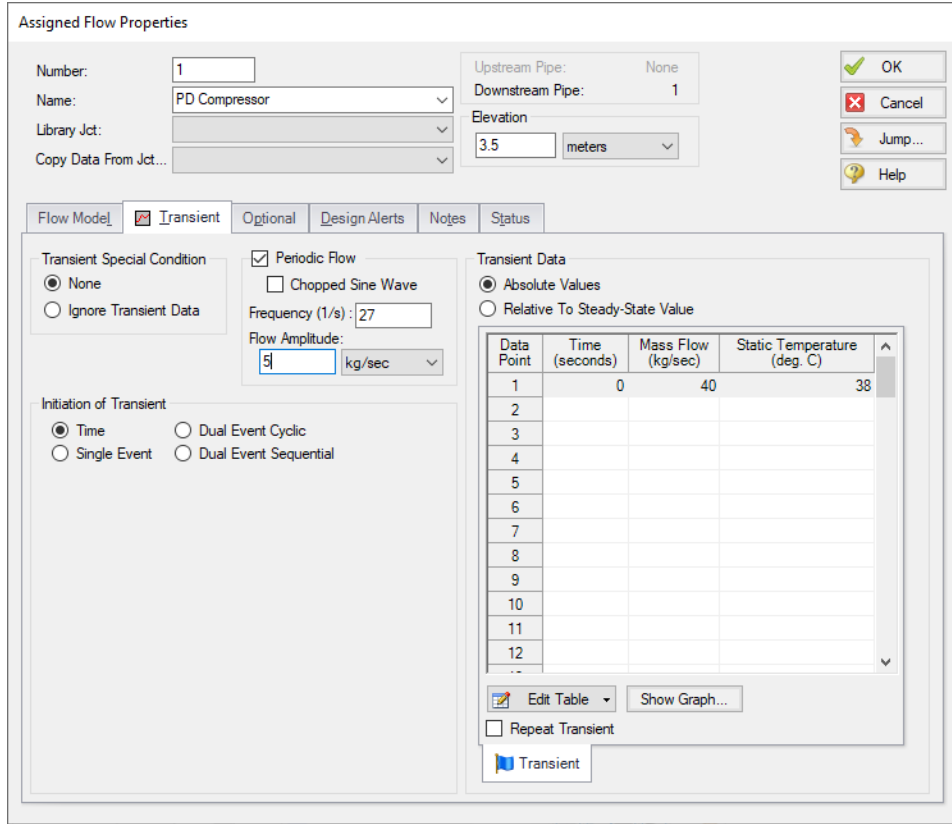 Assigned Flow Properties
Number: 1
Name: PD Compressor
Library Jct:
Copy Data From Jct...
Upstream Pipe: None
Downstream Pipe: 1
Elevation
3.5 meters
OK
Cancel
Jump...
Help
Flow Model Transient Optional Design Alerts Notes Status
Transient Special Condition
None
Ignore Transient Data
Periodic Flow
Chopped Sine Wave
Frequency (1/s) : 27
Flow Amplitude:
5 kg/sec
Initiation of Transient
Time Dual Event Cyclic
Single Event Dual Event Sequential
Transient Data
Absolute Values
Relative To Steady-State Value
Data Point Time (seconds) Mass Flow (kg/sec) Static Temperature (deg. C)
1 0 40 38
2
3
4
5
6
7
8
9
10
11
12
Edit Table Show Graph...
Repeat Transient
Transient